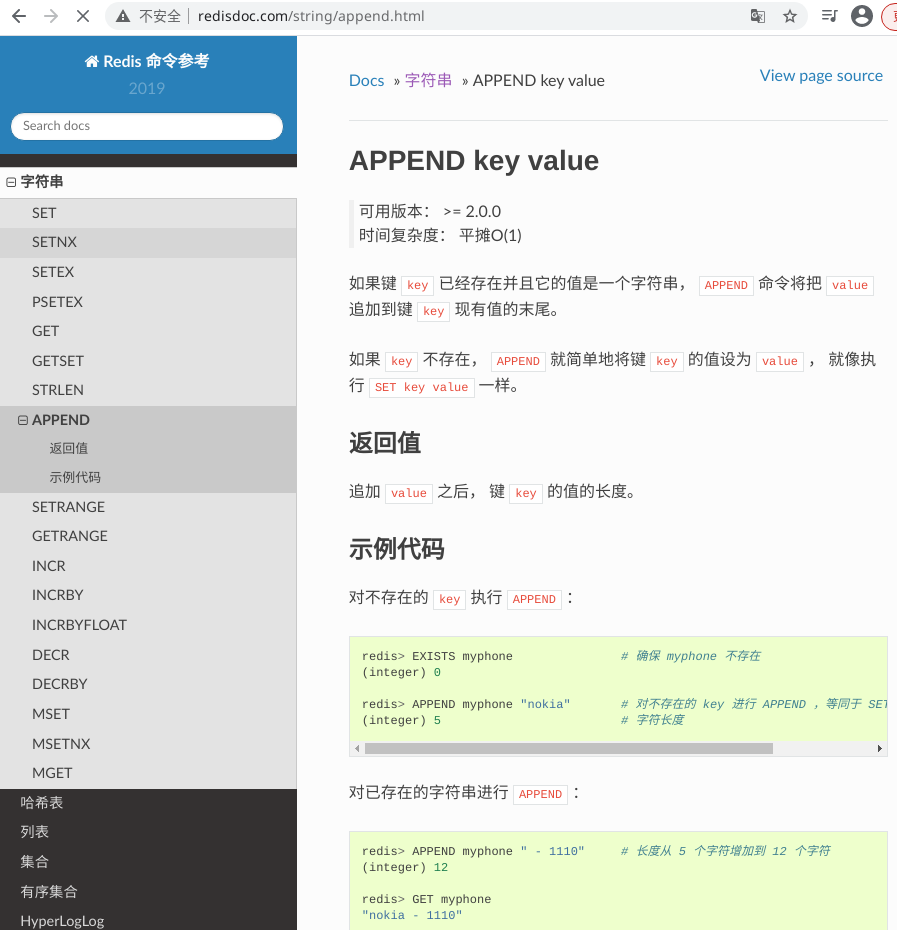 不安全 redisdoc.com/string/append.html
Redis 命令参考
2019
Search docs
字符串
SET
SETNX
SETEX
PSETEX
GET
GETSET
STRLEN
APPEND
返回值
示例代码
SETRANGE
GETRANGE
INCR
INCRBY
INCRBYFLOAT
DECR
DECRBY
MSET
MSETNX
MGET
哈希表
列表
集合
有序集合
HyperLogLog
Docs » 字符串 » APPEND key value
View page source
APPEND key value
可用版本： >= 2.0.0
时间复杂度： 平摊O(1)
如果键 key 已经存在并且它的值是一个字符串， APPEND 命令将把 value
追加到键 key 现有值的末尾。
如果 key 不存在， APPEND 就简单地将键 key 的值设为 value ， 就像执
行 SET key value 一样。
返回值
追加 value 之后， 键 key 的值的长度。
示例代码
对不存在的 key 执行 APPEND ：
redis> EXISTS myphone # 确保 myphone 不存在
(integer) 0
redis> APPEND myphone "nokia" # 对不存在的 key 进行 APPEND ，等同于 SET
(integer) 5 # 字符长度
对已存在的字符串进行 APPEND ：
redis> APPEND myphone " - 1110" # 长度从 5 个字符增加到 12 个字符
(integer) 12
redis> GET myphone
"nokia - 1110"